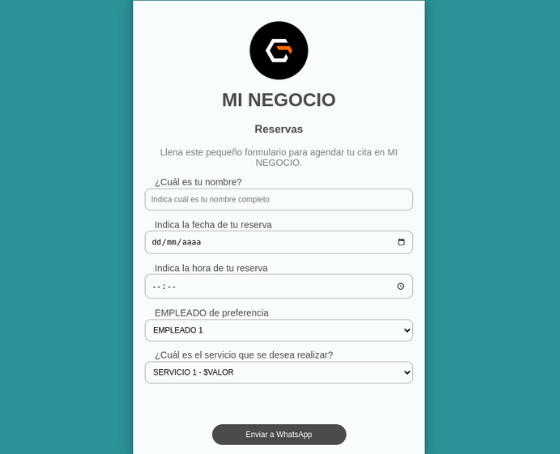 MI NEGOCIO
Reservas
Llena este pequeño formulario para agendar tu cita en MI
NEGOCIO.
¿Cuál es tu nombre?
Indica cuál es tu nombre completo
Indica la fecha de tu reserva
dd/mm/aaaa
Indica la hora de tu reserva
--:--
EMPLEADO de preferencia
EMPLEADO 1
¿Cuál es el servicio que se desea realizar?
SERVICIO 1 - $VALOR
Enviar a WhatsApp